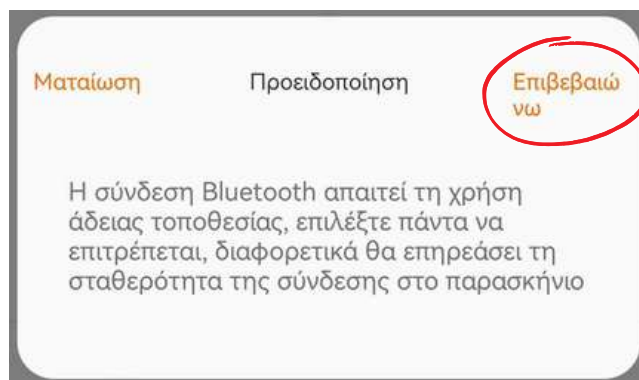 Ματαίωση Προειδοποίηση Επιβεβαιώ
νω
Η σύνδεση Bluetooth απαιτεί τη χρήση
άδειας τοποθεσίας, επιλέξτε πάντα να
επιτρέπεται, διαφορετικά θα επηρεάσει τη
σταθερότητα της σύνδεσης στο παρασκήνιο